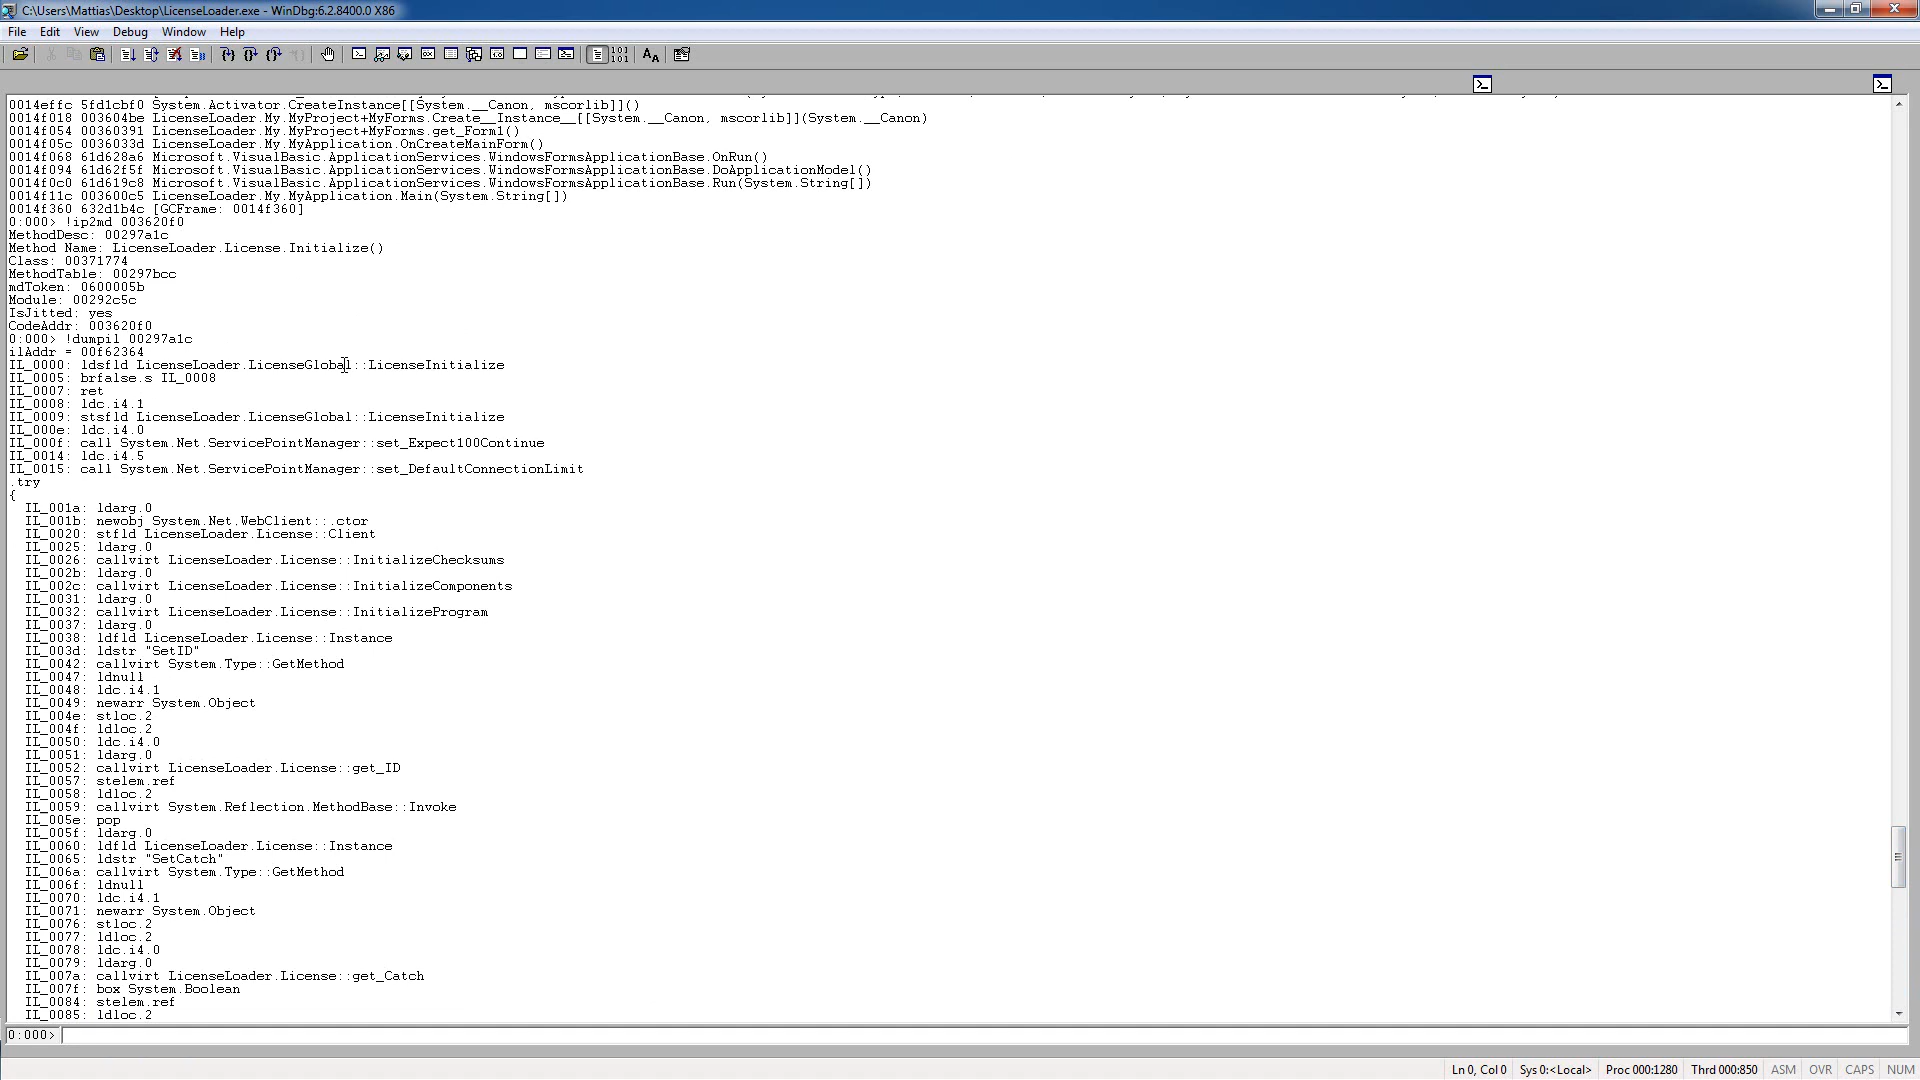 C:\Users\Mattias\Desktop\LicenseLoader.exe - WinDbg:6.2.8400.0 X86
File Edit View Debug Window Help
0014effc 5fd1cbf0 System.Activator.CreateInstance[[System.__Canon, mscorlib]]()
0014f018 003604be LicenseLoader.My.MyProject+MyForms.Create__Instance__[[System.__Canon, mscorlib]](System.__Canon)
0014f054 00360391 LicenseLoader.My.MyProject+MyForms.get_Form1()
0014f05c 0036033d LicenseLoader.My.MyApplication.OnCreateMainForm()
0014f068 61d628a6 Microsoft.VisualBasic.ApplicationServices.WindowsFormsApplicationBase.OnRun()
0014f094 61d62f5f Microsoft.VisualBasic.ApplicationServices.WindowsFormsApplicationBase.DoApplicationModel()
0014f0c0 61d619c8 Microsoft.VisualBasic.ApplicationServices.WindowsFormsApplicationBase.Run(System.String[])
0014f11c 003600c5 LicenseLoader.My.MyApplication.Main(System.String[])
0014f360 632d1b4c [GCFrame: 0014f360]
0:000> !ip2md 003620f0
MethodDesc: 00297a1c
Method Name: LicenseLoader.License.Initialize()
Class: 00371774
MethodTable: 00297bcc
mdToken: 0600005b
Module: 00292c5c
IsJitted: yes
CodeAddr: 003620f0
0:000> !dumpil 00297a1c
ilAddr = 00f62364
IL_0000: ldsfld LicenseLoader.LicenseGlobal::LicenseInitialize
IL_0005: brfalse.s IL_0008
IL_0007: ret
IL_0008: ldc.i4.1
IL_0009: stsfld LicenseLoader.LicenseGlobal::LicenseInitialize
IL_000e: ldc.i4.0
IL_000f: call System.Net.ServicePointManager::set_Expect100Continue
IL_0014: ldc.i4.5
IL_0015: call System.Net.ServicePointManager::set_DefaultConnectionLimit
.try
{
IL_001a: ldarg.0
IL_001b: newobj System.Net.WebClient::.ctor
IL_0020: stfld LicenseLoader.License::Client
IL_0025: ldarg.0
IL_0026: callvirt LicenseLoader.License::InitializeChecksums
IL_002b: ldarg.0
IL_002c: callvirt LicenseLoader.License::InitializeComponents
IL_0031: ldarg.0
IL_0032: callvirt LicenseLoader.License::InitializeProgram
IL_0037: ldarg.0
IL_0038: ldfld LicenseLoader.License::Instance
IL_003d: ldstr "SetID"
IL_0042: callvirt System.Type::GetMethod
IL_0047: ldnull
IL_0048: ldc.i4.1
IL_0049: newarr System.Object
IL_004e: stloc.2
IL_004f: ldloc.2
IL_0050: ldc.i4.0
IL_0051: ldarg.0
IL_0052: callvirt LicenseLoader.License::get_ID
IL_0057: stelem.ref
IL_0058: ldloc.2
IL_0059: callvirt System.Reflection.MethodBase::Invoke
IL_005e: pop
IL_005f: ldarg.0
IL_0060: ldfld LicenseLoader.License::Instance
IL_0065: ldstr "SetCatch"
IL_006a: callvirt System.Type::GetMethod
IL_006f: ldnull
IL_0070: ldc.i4.1
IL_0071: newarr System.Object
IL_0076: stloc.2
IL_0077: ldloc.2
IL_0078: ldc.i4.0
IL_0079: ldarg.0
IL_007a: callvirt LicenseLoader.License::get_Catch
IL_007f: box System.Boolean
IL_0084: stelem.ref
IL_0085: ldloc.2
0:000>
Ln 0, Col 0 Sys 0:<Local> Proc 000:1280 Thrd 000:850 ASM OVR CAPS NUM